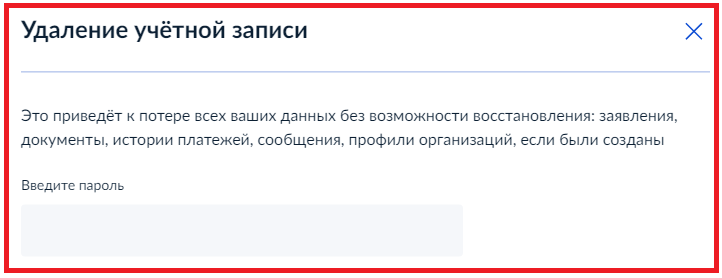 Удаление учётной записи
Это приведёт к потере всех ваших данных без возможности восстановления: заявления,
документы, истории платежей, сообщения, профили организаций, если были созданы
Введите пароль